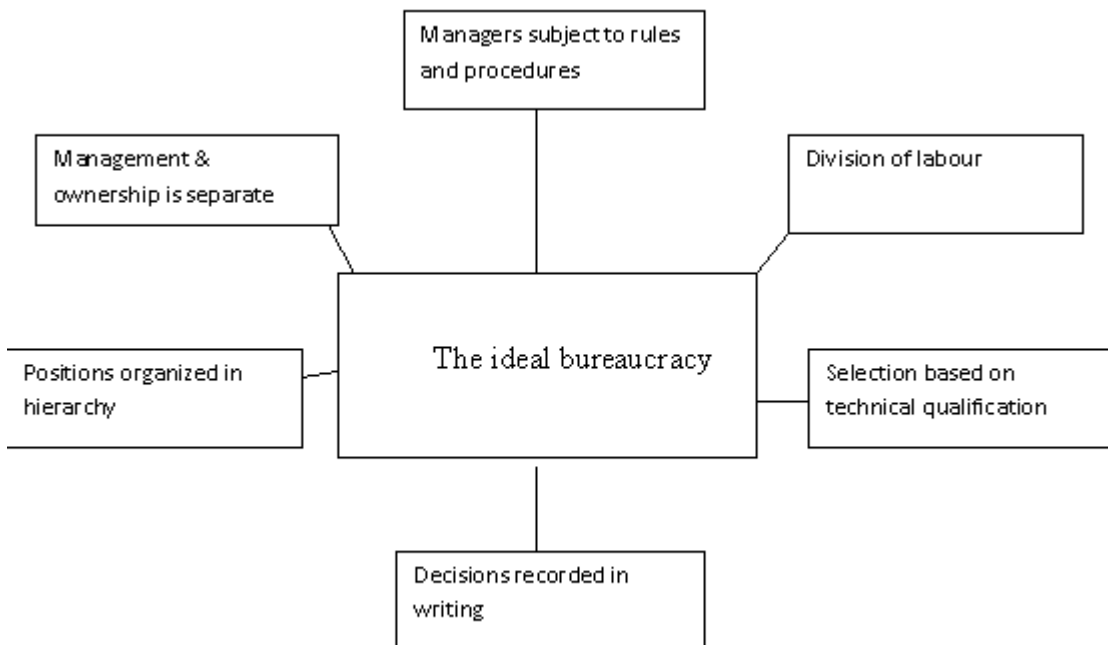 Managers subject to rules
and procedures
Management &
ownership is separate
Division of labour
The ideal bureaucracy
Positions organized in
hierarchy
Selection based on
technical qualification
Decisions recorded in
writing